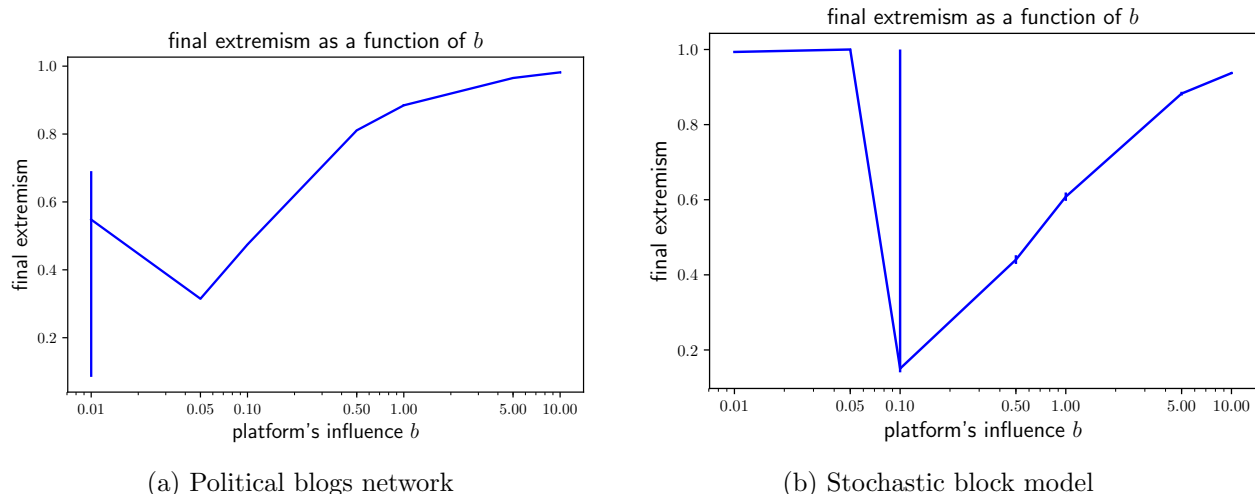 final extremism as a function of b
final extremism
1.0
0.8
0.6
0.4
0.2
0.01 0.05 0.10 0.50 1.00 5.00 10.00
platform's influence b
(a) Political blogs network
final extremism as a function of b
final extremism
1.0
0.8
0.6
0.4
0.2
0.01 0.05 0.10 0.50 1.00 5.00 10.00
platform's influence b
(b) Stochastic block model